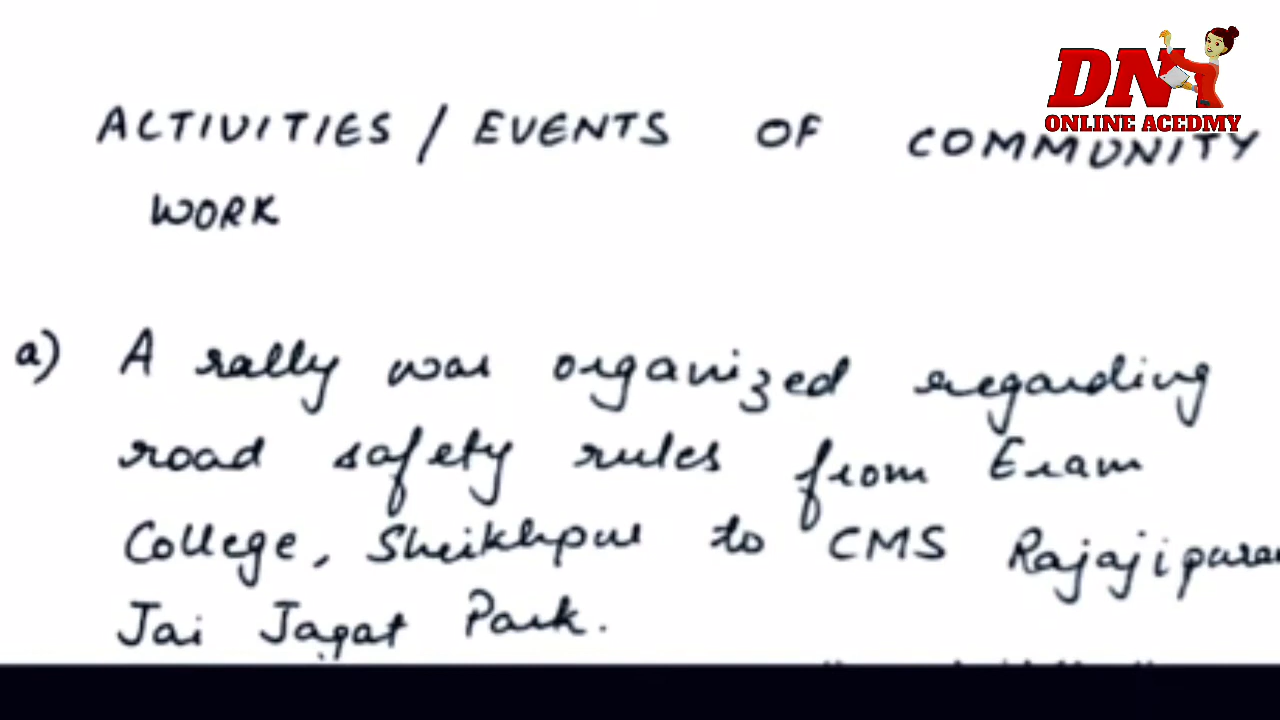 DN
ONLINE ACEDMY
ACTIVITIES / EVENTS OF COMMUNITY
WORK
a) A rally was organized regarding
road safety rules from Eram
College, Sheikhpur to CMS Rajajipuram
Jai Jagat Park.